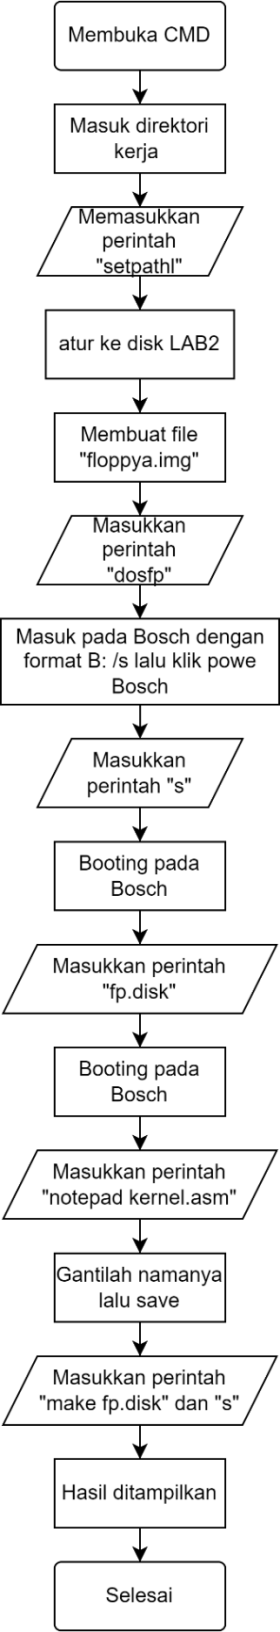 Membuka CMD
Masuk direktori
kerja
Memasukkan
perintah
"setpathl"
atur ke disk LAB2
Membuat file
"floppya.img"
Masukkan
perintah
"dosfp"
Masuk pada Bosch dengan
format B: /s lalu klik powe
Bosch
Masukkan
perintah "s"
Booting pada
Bosch
Masukkan perintah
"fp.disk"
Booting pada
Bosch
Masukkan perintah
"notepad kernel.asm"
Gantilah namanya
lalu save
Masukkan perintah
"make fp.disk" dan "s"
Hasil ditampilkan
Selesai